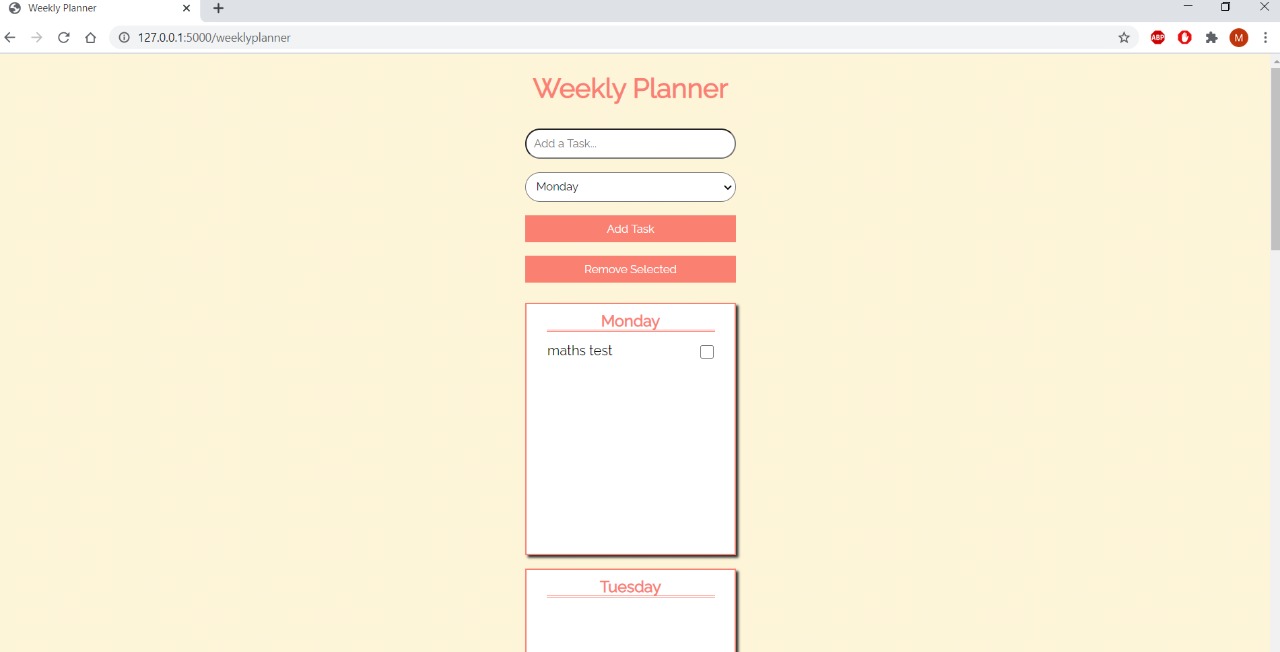 Weekly Planner
127.0.0.1:5000/weeklyplanner
ABP
M
Weekly Planner
Add a Task...
Monday
Add Task
Remove Selected
Monday
maths test
Tuesday